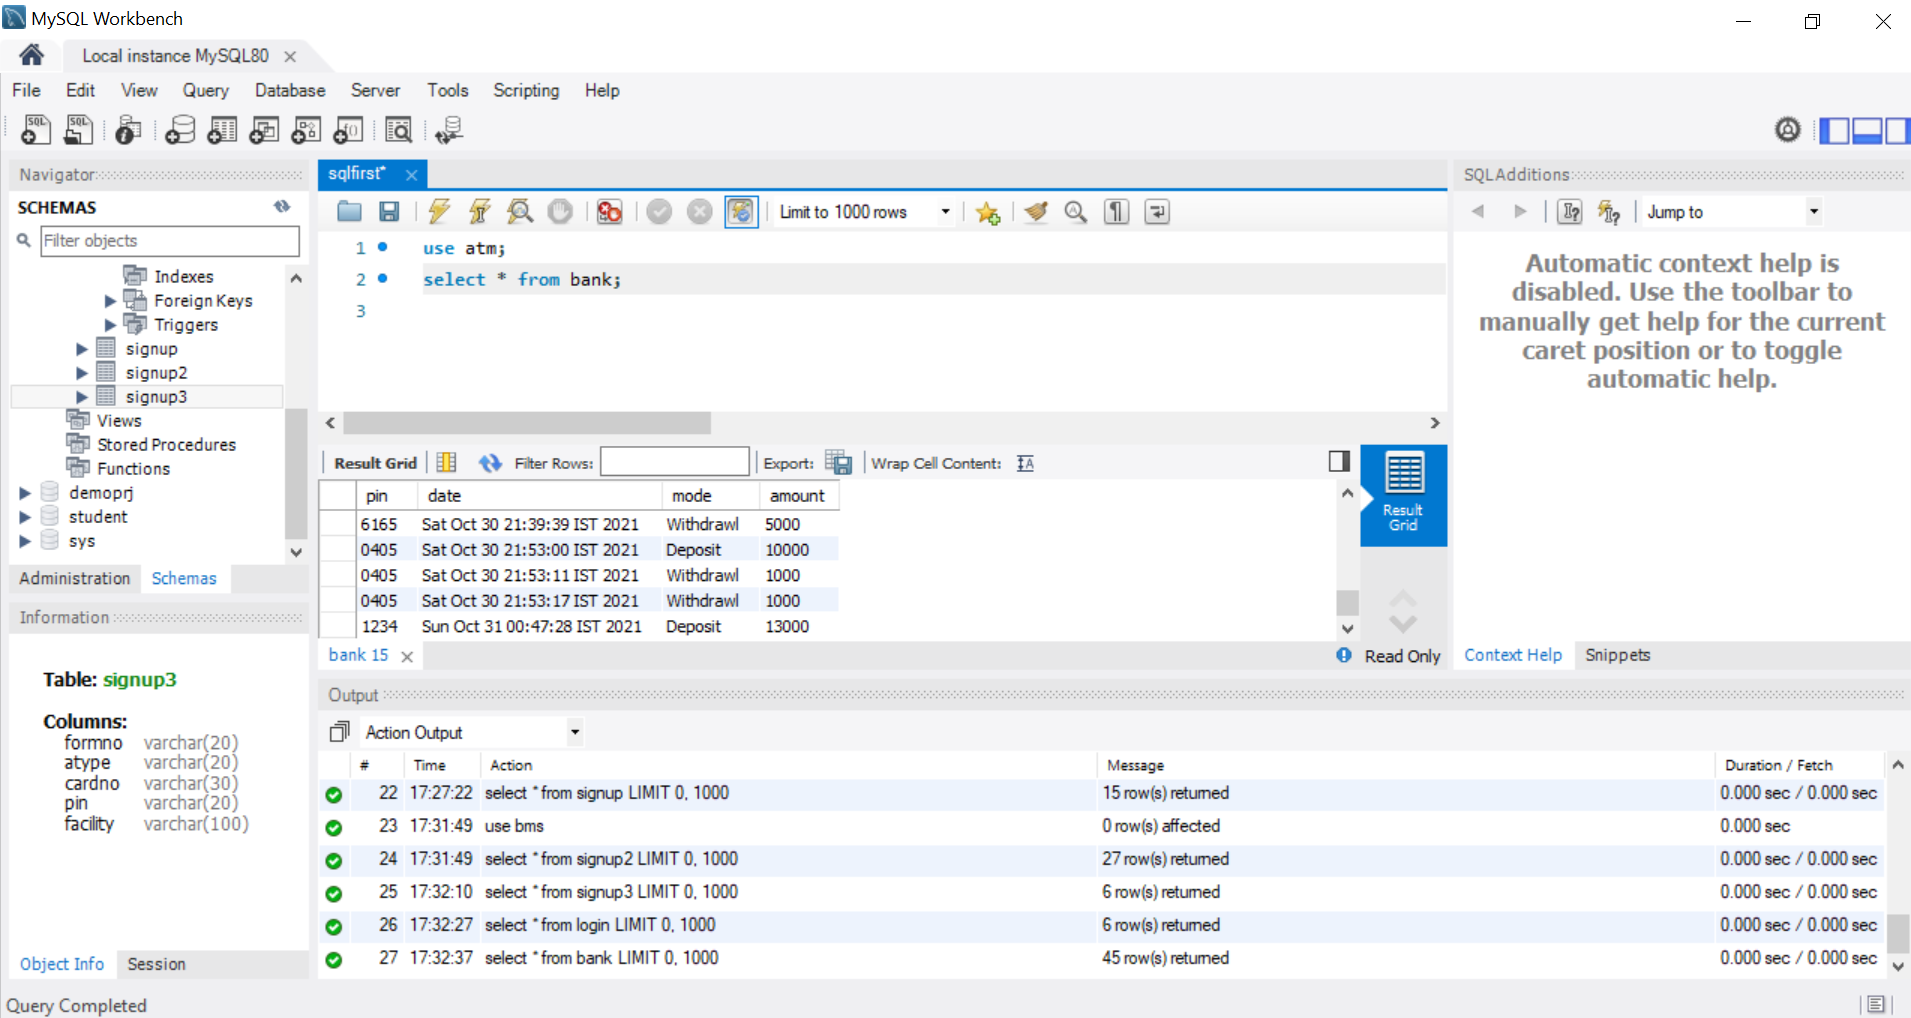 MySQL Workbench
Local instance MySQL80
File Edit View Query Database Server Tools Scripting Help
Navigator
SCHEMAS
Filter objects
Indexes
Foreign Keys
Triggers
signup
signup2
signup3
Views
Stored Procedures
Functions
demoprj
student
sys
Administration Schemas
Information
Table: signup3
Columns:
formno varchar(20)
atype varchar(20)
cardno varchar(30)
pin varchar(20)
facility varchar(100)
Object Info Session
Query Completed
sqlfirst*
Limit to 1000 rows
1 use atm;
2 select * from bank;
3
Result Grid Filter Rows: Export: Wrap Cell Content:
pin date mode amount
6165 Sat Oct 30 21:39:39 IST 2021 Withdrawl 5000
0405 Sat Oct 30 21:53:00 IST 2021 Deposit 10000
0405 Sat Oct 30 21:53:11 IST 2021 Withdrawl 1000
0405 Sat Oct 30 21:53:17 IST 2021 Withdrawl 1000
1234 Sun Oct 31 00:47:28 IST 2021 Deposit 13000
Result
Grid
bank 15
Read Only
SQLAdditions
Jump to
Automatic context help is
disabled. Use the toolbar to
manually get help for the current
caret position or to toggle
automatic help.
Context Help Snippets
Output
Action Output
# Time Action Message Duration / Fetch
22 17:27:22 select * from signup LIMIT 0, 1000 15 row(s) returned 0.000 sec / 0.000 sec
23 17:31:49 use bms 0 row(s) affected 0.000 sec
24 17:31:49 select * from signup2 LIMIT 0, 1000 27 row(s) returned 0.000 sec / 0.000 sec
25 17:32:10 select * from signup3 LIMIT 0, 1000 6 row(s) returned 0.000 sec / 0.000 sec
26 17:32:27 select * from login LIMIT 0, 1000 6 row(s) returned 0.000 sec / 0.000 sec
27 17:32:37 select * from bank LIMIT 0, 1000 45 row(s) returned 0.000 sec / 0.000 sec